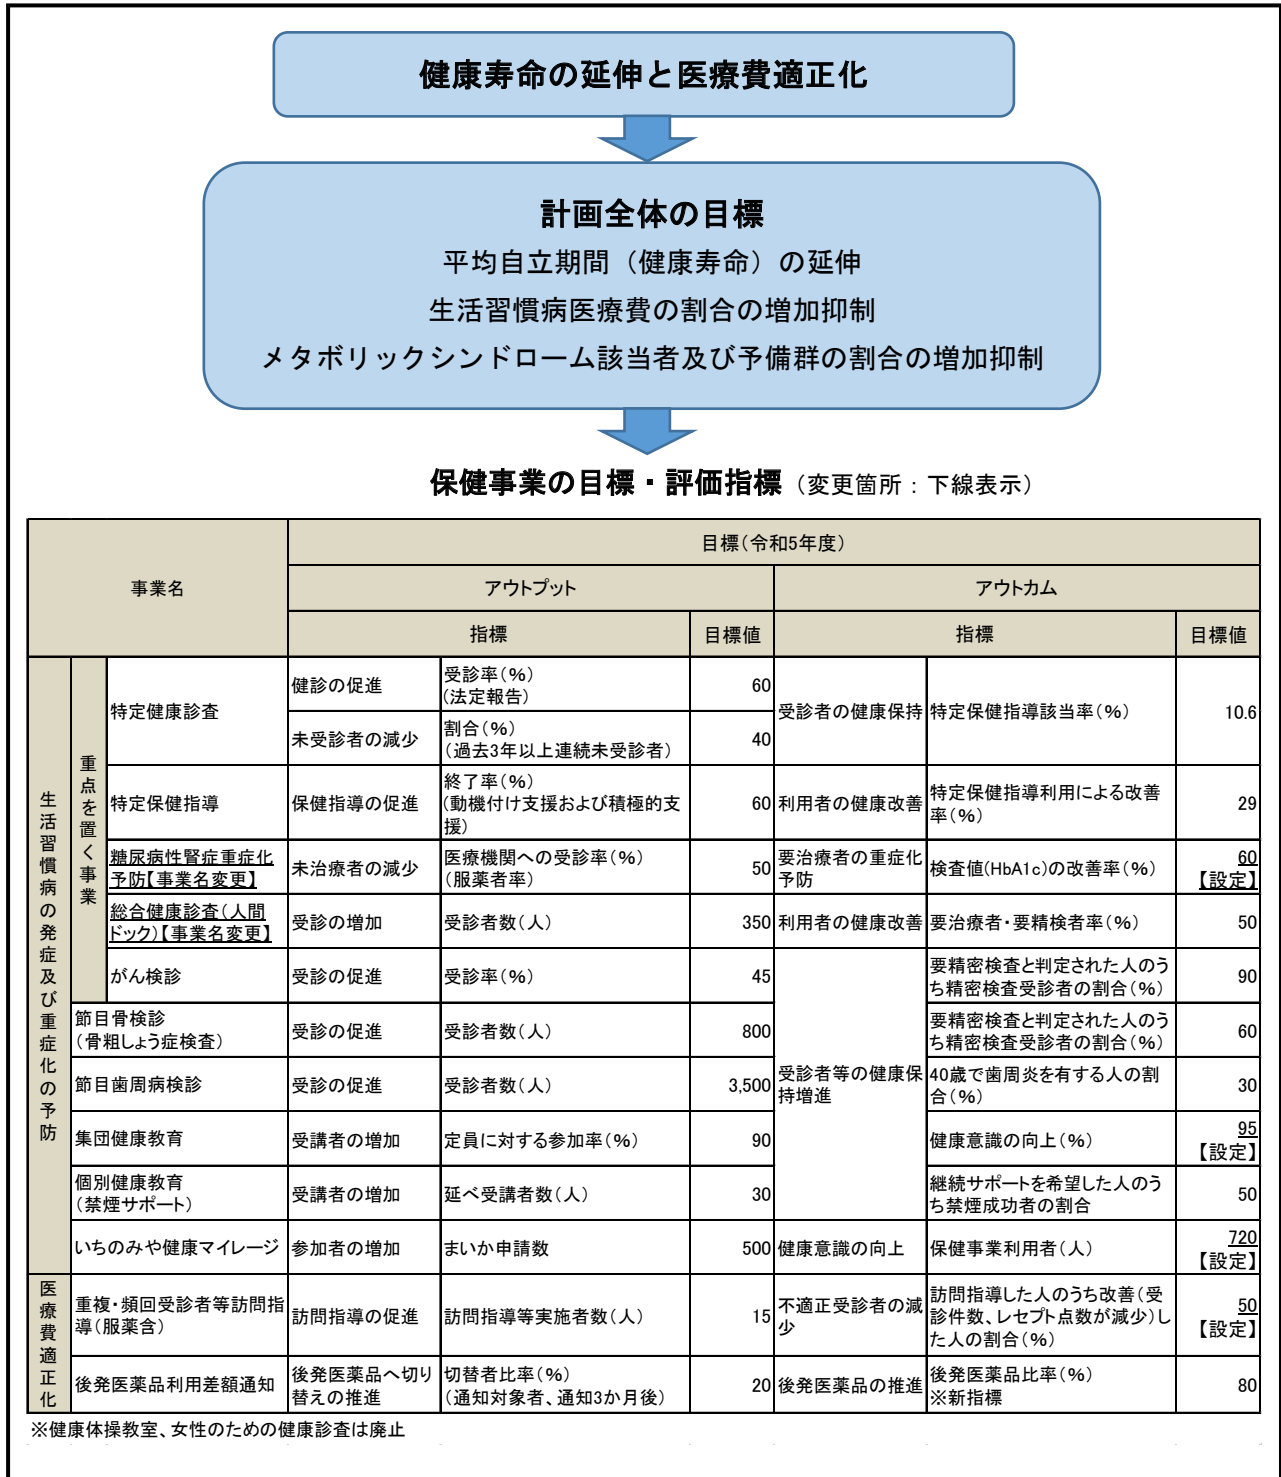 健康寿命の延伸と医療費適正化
計画全体の目標
平均自立期間（健康寿命）の延伸
生活習慣病医療費の割合の増加抑制
メタボリックシンドローム該当者及び予備群の割合の増加抑制
保健事業の目標・評価指標（変更箇所：下線表示）
事業名
目標（令和5年度）
アウトプット
アウトカム
指標
目標値
指標
目標値
生活習慣病の発症及び重症化の予防
重点を置く事業
特定健康診査
健診の促進
受診率（%）
（法定報告）
60
未受診者の減少
割合（%）
（過去3年以上連続未受診者）
40
受診者の健康保持
特定保健指導該当率（%）
10.6
特定保健指導
保健指導の促進
終了率（%）
（動機付け支援および積極的支
援）
60
利用者の健康改善
特定保健指導利用による改善
率（%）
29
糖尿病性腎症重症化
予防【事業名変更】
未治療者の減少
医療機関への受診率（%）
（服薬者率）
50
要治療者の重症化
予防
検査値(HbA1c)の改善率（%）
60
【設定】
総合健康診査（人間
ドック）【事業名変更】
受診の増加
受診者数（人）
350
利用者の健康改善
要治療者・要精検者率（%）
50
がん検診
受診の促進
受診率（%）
45
受診者等の健康保
持増進
要精密検査と判定された人のう
ち精密検査受診者の割合（%）
90
節目骨検診
（骨粗しょう症検査）
受診の促進
受診者数（人）
800
要精密検査と判定された人のう
ち精密検査受診者の割合（%）
60
節目歯周病検診
受診の促進
受診者数（人）
3,500
40歳で歯周炎を有する人の割
合（%）
30
集団健康教育
受講者の増加
定員に対する参加率（%）
90
健康意識の向上（%）
95
【設定】
個別健康教育
（禁煙サポート）
受講者の増加
延べ受講者数（人）
30
継続サポートを希望した人のう
ち禁煙成功者の割合
50
いちのみや健康マイレージ
参加者の増加
まいか申請数
500
健康意識の向上
保健事業利用者（人）
720
【設定】
医療費適正化
重複・頻回受診者等訪問指
導（服薬含）
訪問指導の促進
訪問指導等実施者数（人）
15
不適正受診者の減
少
訪問指導した人のうち改善（受
診件数、レセプト点数が減少）し
た人の割合（%）
50
【設定】
後発医薬品利用差額通知
後発医薬品へ切り
替えの推進
切替者比率（%）
（通知対象者、通知3か月後）
20
後発医薬品の推進
後発医薬品比率（%）
※新指標
80
※健康体操教室、女性のための健康診査は廃止